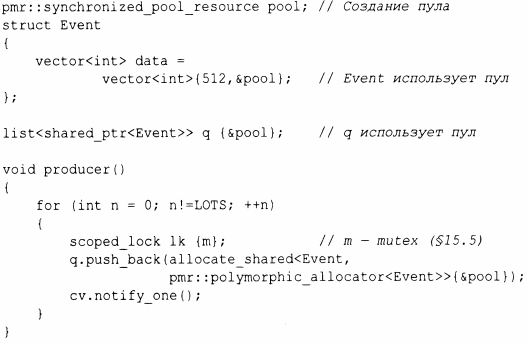 pmr::synchronized_pool_resource pool; // Создание пула
struct Event
{
    vector<int> data =
            vector<int>{512,&pool};   // Event использует пул
};
list<shared_ptr<Event>> q {&pool};    // q использует пул
void producer()
{
    for (int n = 0; n!=LOTS; ++n)
    {
        scoped_lock lk {m};           // m — mutex (§15.5)
        q.push_back(allocate_shared<Event,
                    pmr::polymorphic_allocator<Event>>{&pool});
        cv.notify_one();
    }
}